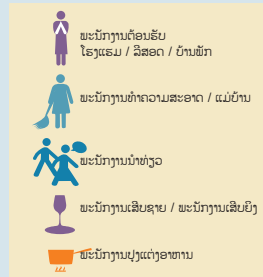 ພະນັກງານຕ້ອນຮັບ
ໂຮງແຮມ / ລີສອດ / ບ້ານພັກ
ພະນັກງານທຳຄວາມສະອາດ / ແມ່ບ້ານ
ພະນັກງານນຳທ່ຽວ
ພະນັກງານເສີບຊາຍ / ພະນັກງານເສີບຍິງ
ພະນັກງານປຸງແຕ່ງອາຫານ